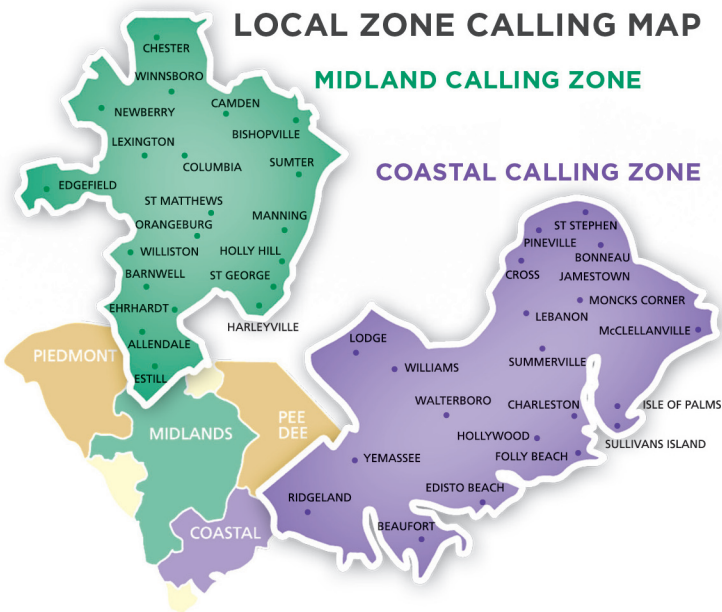 LOCAL ZONE CALLING MAP
MIDLAND CALLING ZONE
CHESTER
WINNSBORO
NEWBERRY
CAMDEN
BISHOPVILLE
LEXINGTON
COLUMBIA
SUMTER
EDGEFIELD
ST MATTHEWS
ORANGEBURG
MANNING
WILLISTON
HOLLY HILL
BARNWELL
ST GEORGE
EHRHARDT
HARLEYVILLE
ALLENDALE
ESTILL
COASTAL CALLING ZONE
ST STEPHEN
PINEVILLE
BONNEAU
CROSS
JAMESTOWN
MONCKS CORNER
LEBANON
McCLELLANVILLE
LODGE
SUMMERVILLE
WILLIAMS
WALTERBORO
CHARLESTON
ISLE OF PALMS
HOLLYWOOD
SULLIVANS ISLAND
FOLLY BEACH
YEMASSEE
EDISTO BEACH
RIDGELAND
BEAUFORT
PIEDMONT
MIDLANDS
PEE
DEE
COASTAL